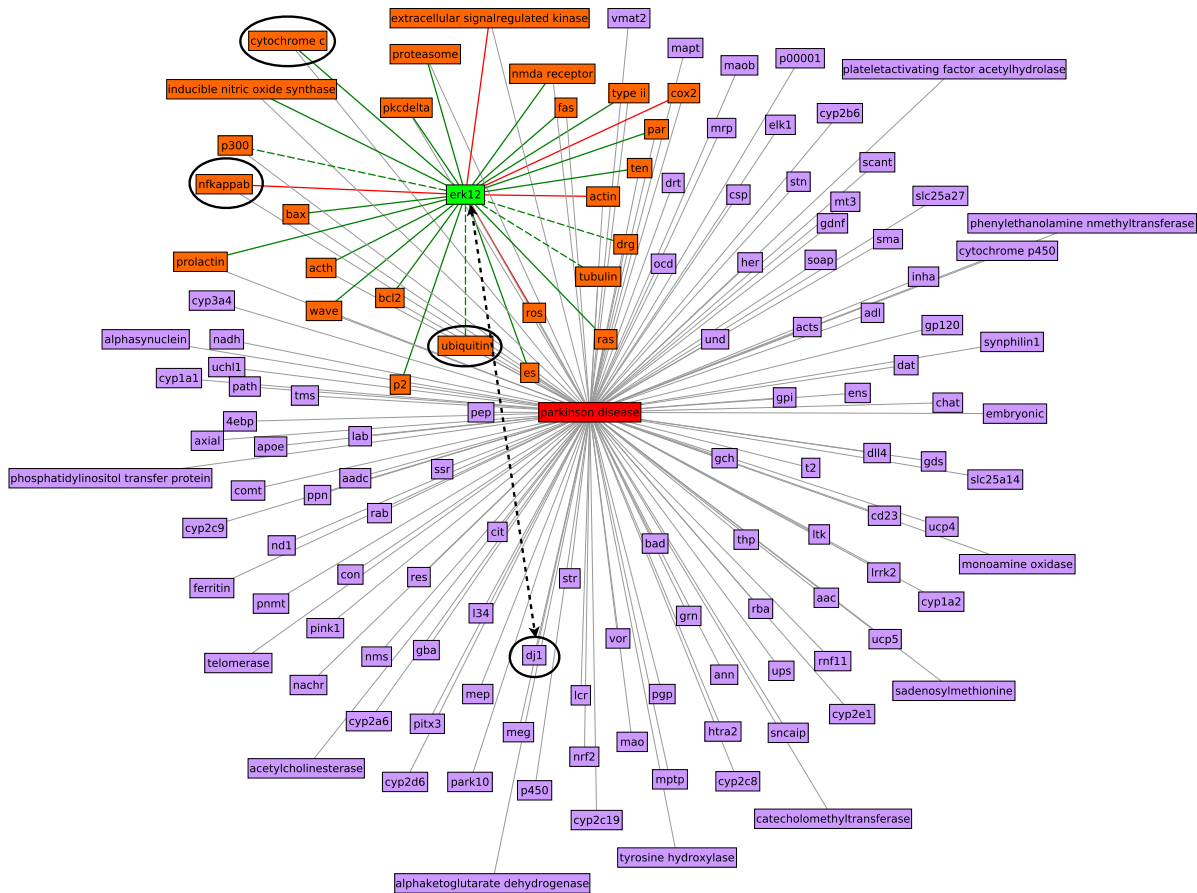 extracellular signalregulated kinase
vmat2
cytochrome c
proteasome
mapt
p00001
maob
plateletactivating factor acetylhydrolase
nmda receptor
inducible nitric oxide synthase
type ii
cox2
pkcdelta
fas
cyp2b6
elk1
par
mrp
p300
scant
ten
nfkappab
drt
stn
erk12
actin
csp
mt3
slc25a27
bax
gdnf
phenylethanolamine nmethyltransferase
sma
drg
cytochrome p450
prolactin
acth
ocd
her
soap
tubulin
inha
cyp3a4
bcl2
wave
ros
adl
acts
gp120
alphasynuclein
nadh
ras
und
ubiquitin
synphilin1
uchl1
dat
cyp1a1
path
es
p2
tms
gpi
ens
chat
pep
parkinson disease
embryonic
4ebp
axial
apoe
lab
dll4
gch
gds
phosphatidylinositol transfer protein
aadc
ssr
t2
slc25a14
comt
ppn
rab
cd23
cyp2c9
ucp4
cit
ltk
nd1
thp
bad
monoamine oxidase
con
res
str
lrrk2
ferritin
pnmt
aac
cyp1a2
l34
grn
rba
pink1
vor
ucp5
gba
nms
dj1
telomerase
rnf11
ann
ups
nachr
mep
lcr
pgp
sadenosylmethionine
cyp2a6
pitx3
cyp2e1
meg
htra2
sncaip
mao
nrf2
acetylcholinesterase
cyp2d6
park10
p450
mptp
cyp2c8
cyp2c19
catecholomethyltransferase
tyrosine hydroxylase
alphaketoglutarate dehydrogenase